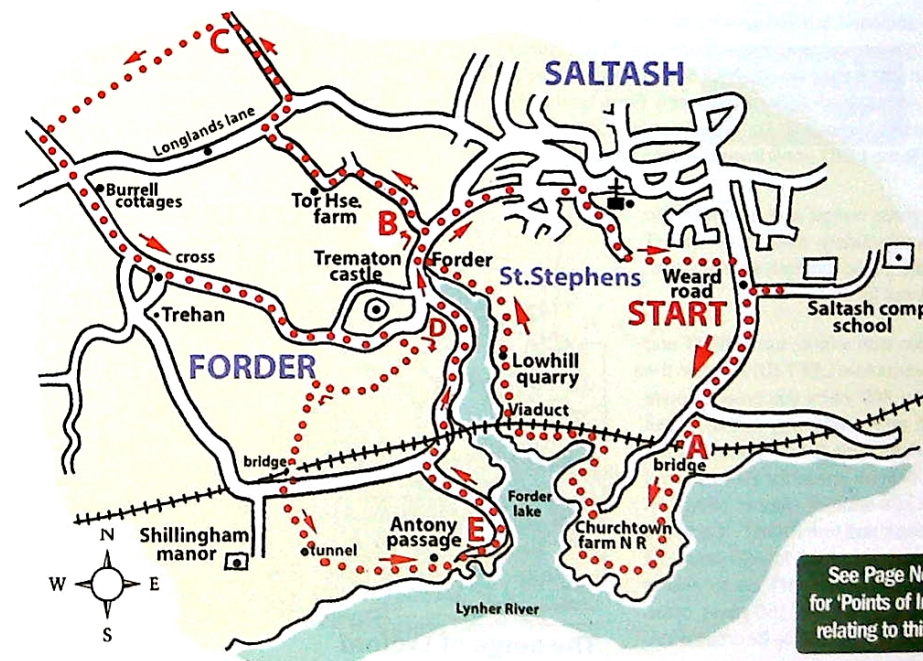 C
SALTASH
Longlands lane
Burrell
cottages
Tor Hse.
farm
B
cross
Trematon
castle
Forder
St.Stephens
Weard
road
START
Saltash comp
school
Trehan
D
FORDER
Lowhill
quarry
Viaduct
A
bridge
bridge
Forder
lake
Shillingham
manor
tunnel
Antony
passage
E
Churchtown
farm N R
N
W
E
S
Lynher River
See Page N
for 'Points of In
relating to thi